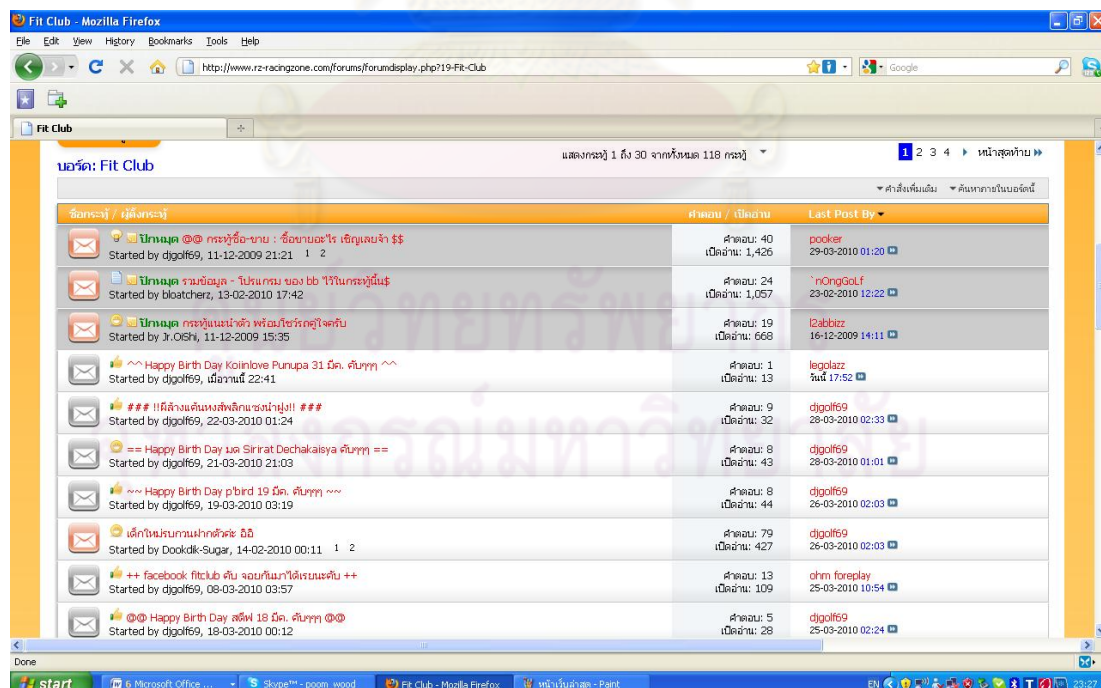 Fit Club - Mozilla Firefox
File Edit View History Bookmarks Tools Help
http://www.rz-racingzone.com/forums/forumdisplay.php?19-Fit-Club
Google
Fit Club
บอร์ด: Fit Club
แสดงกระทู้ 1 ถึง 30 จากทั้งหมด 118 กระทู้
1 2 3 4 หน้าสุดท้าย
คำสั่งเพิ่มเติม ค้นหาภายในบอร์ดนี้
ชื่อกระทู้ / ผู้ตั้งกระทู้ คำตอบ / เปิดอ่าน Last Post By
ปักหมุด @@ กระทู้ซื้อ-ขาย : ซื้อขายอะไร เชิญเลยจ้า $$
Started by djgolf69, 11-12-2009 21:21 1 2
คำตอบ: 40
เปิดอ่าน: 1,426
pooker
29-03-2010 01:20
ปักหมุด รวมข้อมูล - โปรแกรม ของ bb ไว้ในกระทู้นี้น$
Started by bloatcherz, 13-02-2010 17:42
คำตอบ: 24
เปิดอ่าน: 1,057
`nOngGoLf
23-02-2010 12:22
ปักหมุด กระทู้แนะนำตัว พร้อมโชว์รถคู่ใจครับ
Started by Jr.OiShi, 11-12-2009 15:35
คำตอบ: 19
เปิดอ่าน: 668
l2abbizz
16-12-2009 14:11
^^ Happy Birth Day Koiinlove Punupa 31 มีค. คับๆๆๆ ^^
Started by djgolf69, เมื่อวานนี้ 22:41
คำตอบ: 1
เปิดอ่าน: 13
legolazz
วันนี้ 17:52
### !!ผีล้างแค้นหงส์พลิกแซงนำฝูง!! ###
Started by djgolf69, 22-03-2010 01:24
คำตอบ: 9
เปิดอ่าน: 32
djgolf69
28-03-2010 02:33
== Happy Birth Day มด Sirirat Dechakaisya คับๆๆๆ ==
Started by djgolf69, 21-03-2010 21:03
คำตอบ: 8
เปิดอ่าน: 43
djgolf69
28-03-2010 01:01
~~ Happy Birth Day p'bird 19 มีค. คับๆๆๆ ~~
Started by djgolf69, 19-03-2010 03:19
คำตอบ: 8
เปิดอ่าน: 44
djgolf69
26-03-2010 02:03
เด็กใหม่รบกวนฝากตัวค่ะ อิอิ
Started by Dookdik-Sugar, 14-02-2010 00:11 1 2
คำตอบ: 79
เปิดอ่าน: 427
djgolf69
26-03-2010 02:03
++ facebook fitclub คับ จอยกันมาได้เรยนะคับ ++
Started by djgolf69, 08-03-2010 03:57
คำตอบ: 13
เปิดอ่าน: 109
ohm foreplay
25-03-2010 10:54
@@ Happy Birth Day สตีฟ 18 มีค. คับๆๆๆ @@
Started by djgolf69, 18-03-2010 00:12
คำตอบ: 5
เปิดอ่าน: 28
djgolf69
25-03-2010 02:24
Done
start 6 Microsoft Office ... Skype™ - poom_wood Fit Club - Mozilla Firefox หน้าเว็บล่าสุด - Paint EN 23:27